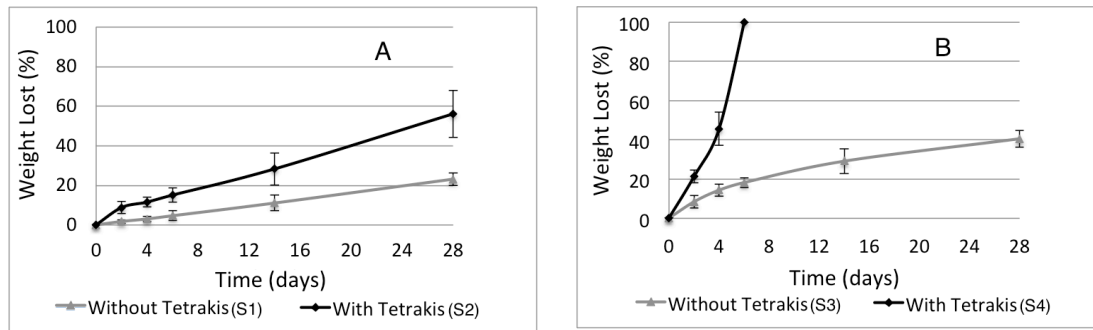 A
Weight Lost (%)
100
80
60
40
20
0
0 4 8 12 16 20 24 28
Time (days)
Without Tetrakis (S1) With Tetrakis (S2)
B
Weight Lost (%)
100
80
60
40
20
0
0 4 8 12 16 20 24 28
Time (days)
Without Tetrakis (S3) With Tetrakis (S4)